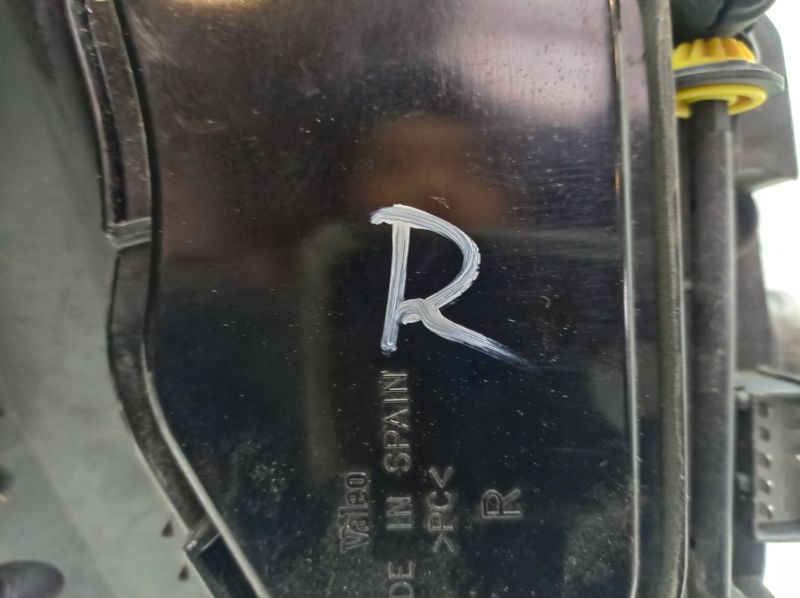 R
Valeo
DE IN SPAIN
>PC<
R